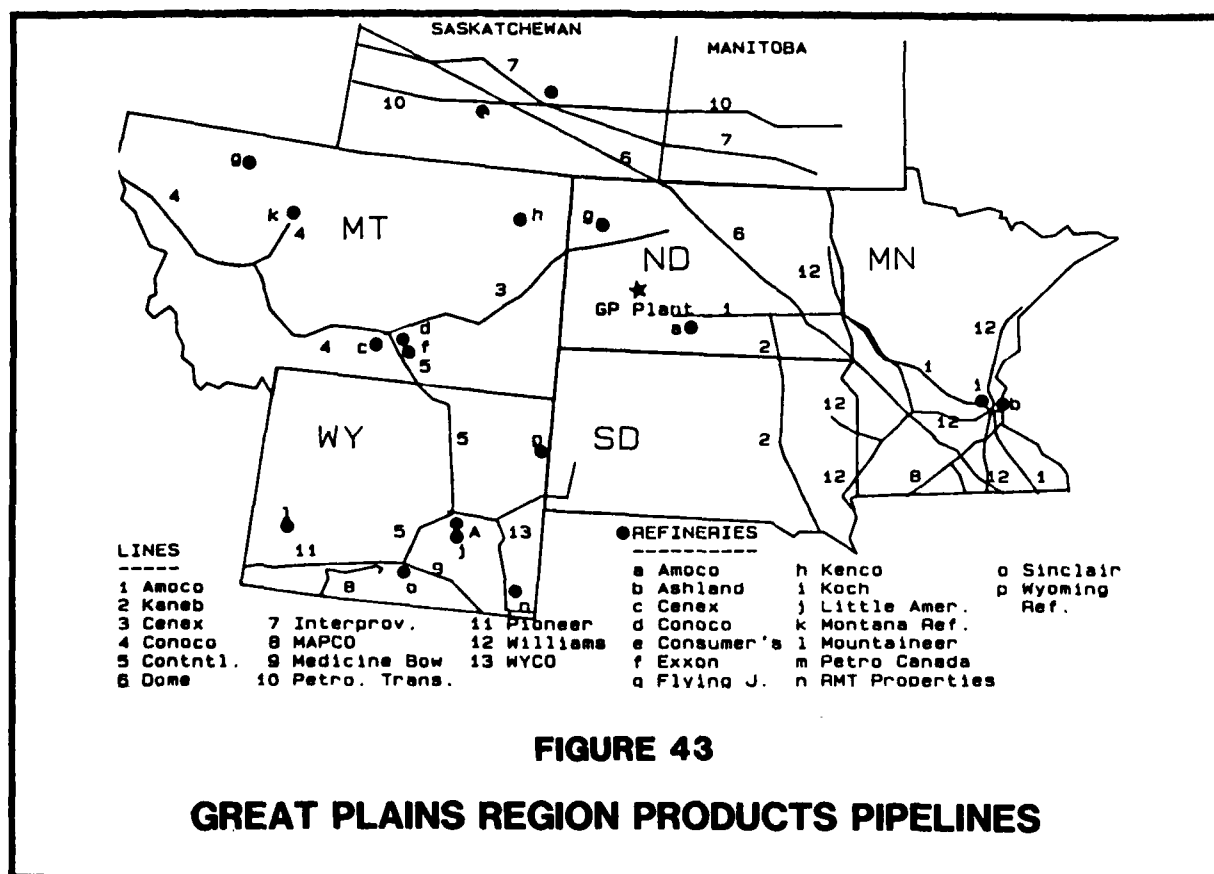 SASKATCHEWAN
MANITOBA
7
10
10
7
6
g
4
k
4
MT
h
g
ND
6
12
MN
3
GP Plant
1
a
2
12
4
c
d
f
5
1
i
b
12
12
WY
5
p
SD
2
12
8
12
1
l
11
5
A
j
13
9
8
o
n
LINES
-----
1 Amoco
2 Kaneb
3 Cenex
4 Conoco
5 Contntl.
6 Dome
7 Interprov.
8 MAPCO
9 Medicine Bow
10 Petro. Trans.
11 Pioneer
12 Williams
13 WYCO
REFINERIES
----------
a Amoco
b Ashland
c Cenex
d Conoco
e Consumer's
f Exxon
g Flying J.
h Kenco
i Koch
j Little Amer.
k Montana Ref.
l Mountaineer
m Petro Canada
n RMT Properties
o Sinclair
p Wyoming
Ref.
FIGURE 43
GREAT PLAINS REGION PRODUCTS PIPELINES